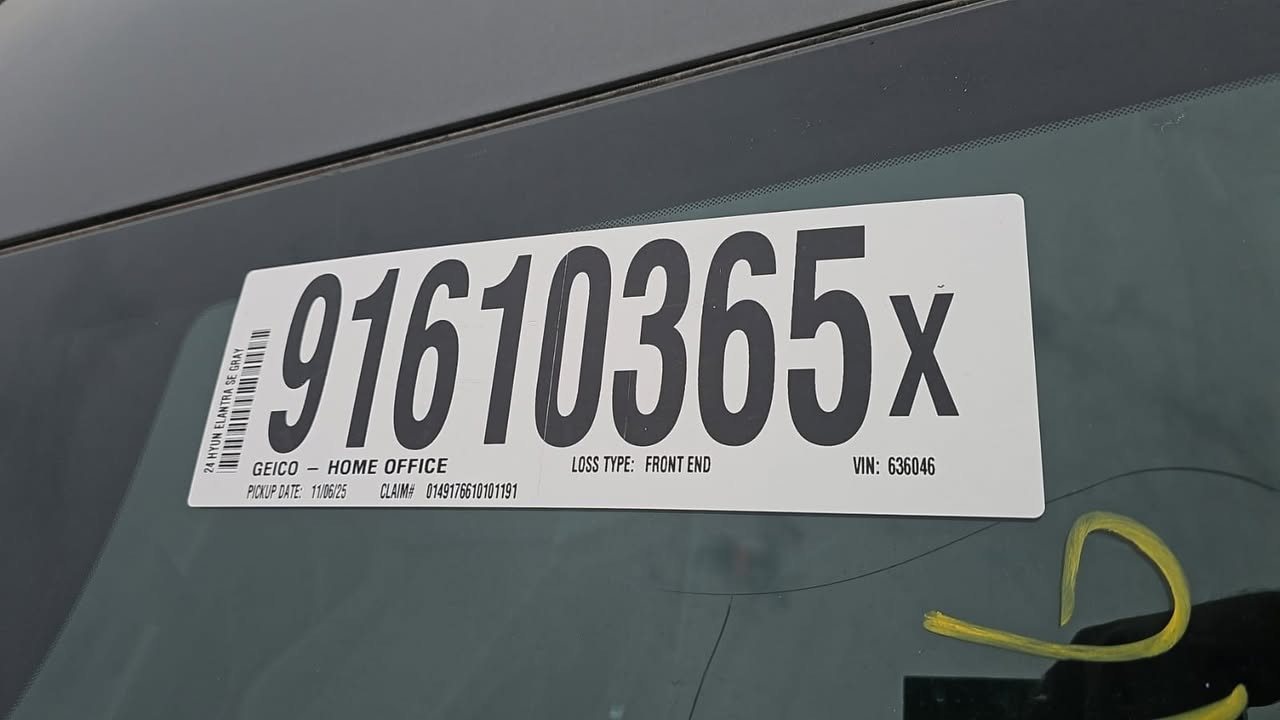 24 HYUN ELANTRA SE GRAY
91610365 X
GEICO – HOME OFFICE LOSS TYPE: FRONT END VIN: 636046
PICKUP DATE: 11/06/25 CLAIM# 0149176610101191